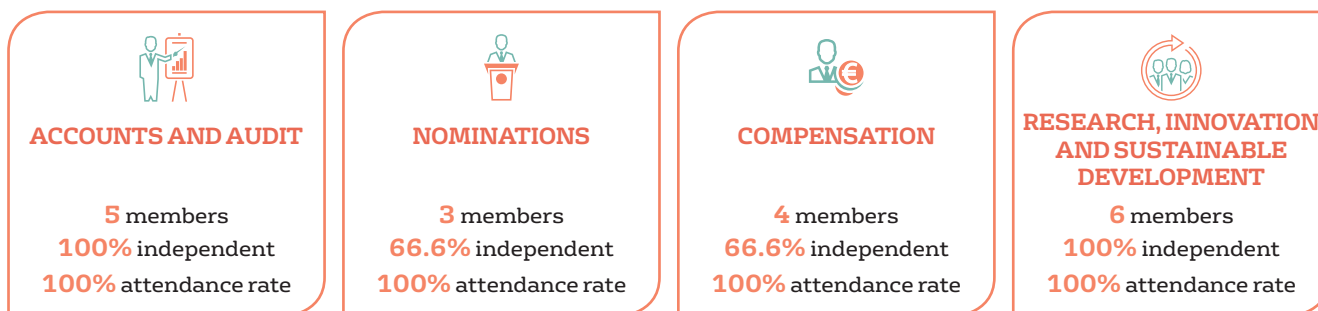 ACCOUNTS AND AUDIT
5 members
100% independent
100% attendance rate
NOMINATIONS
3 members
66.6% independent
100% attendance rate
COMPENSATION
4 members
66.6% independent
100% attendance rate
RESEARCH, INNOVATION
AND SUSTAINABLE
DEVELOPMENT
6 members
100% independent
100% attendance rate